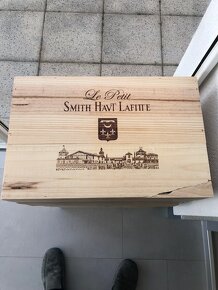 Le Petit
SMITH HAUT LAFITTE